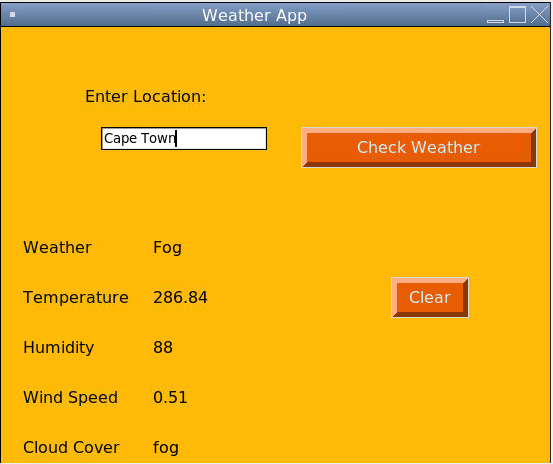 Weather App
Enter Location:
Cape Town
Check Weather
Weather Fog
Temperature 286.84
Clear
Humidity 88
Wind Speed 0.51
Cloud Cover fog